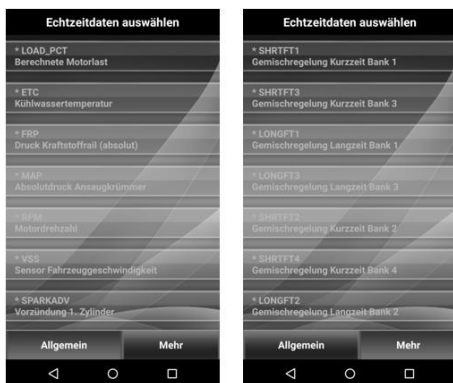 Echtzeitdaten auswählen
* LOAD_PCT
Berechnete Motorlast
* ETC
Kühlwassertemperatur
* FRP
Druck Kraftstoffrail (absolut)
* MAP
Absolutdruck Ansaugkrümmer
* RPM
Motordrehzahl
* VSS
Sensor Fahrzeuggeschwindigkeit
* SPARKADV
Vorzündung 1. Zylinder
Allgemein
Mehr
Echtzeitdaten auswählen
* SHRTFT1
Gemischregelung Kurzzeit Bank 1
* SHRTFT3
Gemischregelung Kurzzeit Bank 3
* LONGFT1
Gemischregelung Langzeit Bank 1
* LONGFT3
Gemischregelung Langzeit Bank 3
* SHRTFT2
Gemischregelung Kurzzeit Bank 2
* SHRTFT4
Gemischregelung Kurzzeit Bank 4
* LONGFT2
Gemischregelung Langzeit Bank 2
Allgemein
Mehr